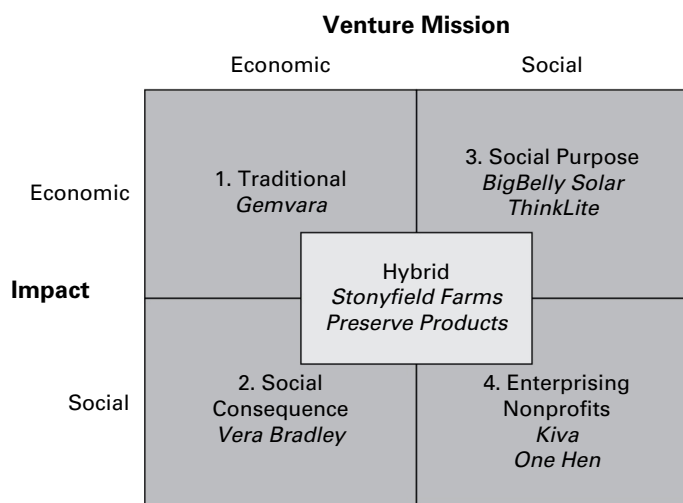 Venture Mission
Economic
Social
Economic
1. Traditional
Gemvara
3. Social Purpose
BigBelly Solar
ThinkLite
Impact
Hybrid
Stonyfield Farms
Preserve Products
Social
2. Social
Consequence
Vera Bradley
4. Enterprising
Nonprofits
Kiva
One Hen